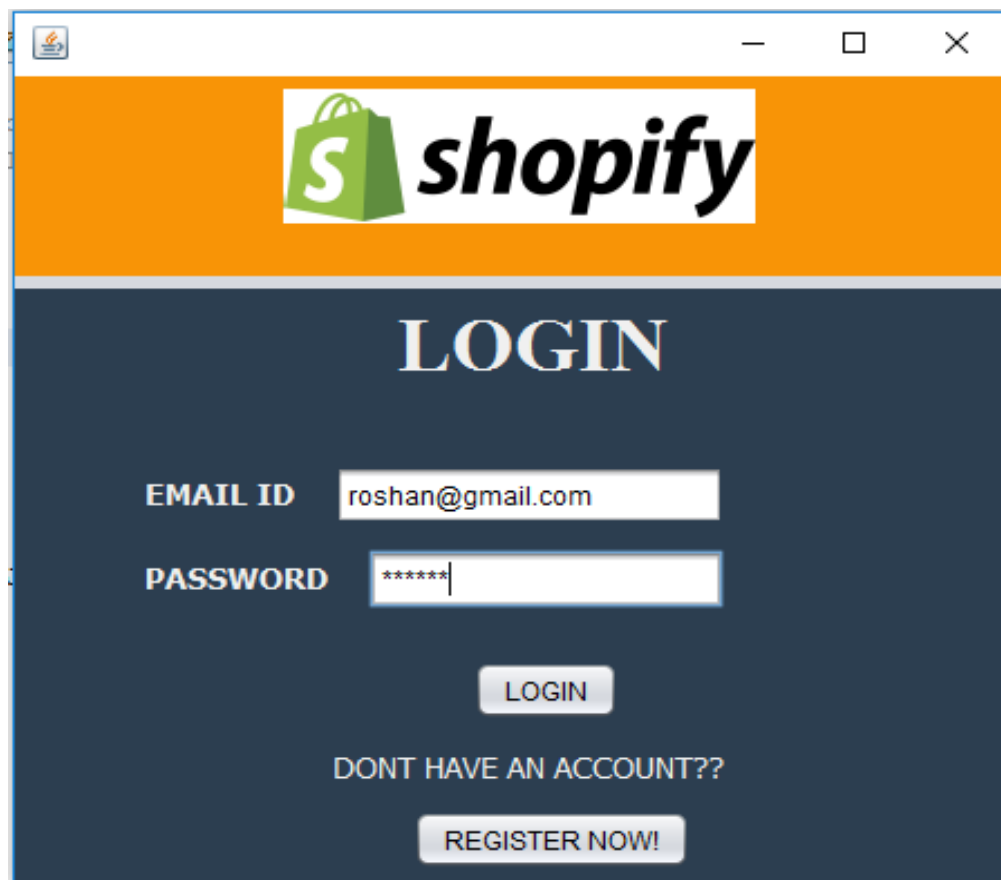 shopify
LOGIN
EMAIL ID roshan@gmail.com
PASSWORD ******
LOGIN
DONT HAVE AN ACCOUNT??
REGISTER NOW!